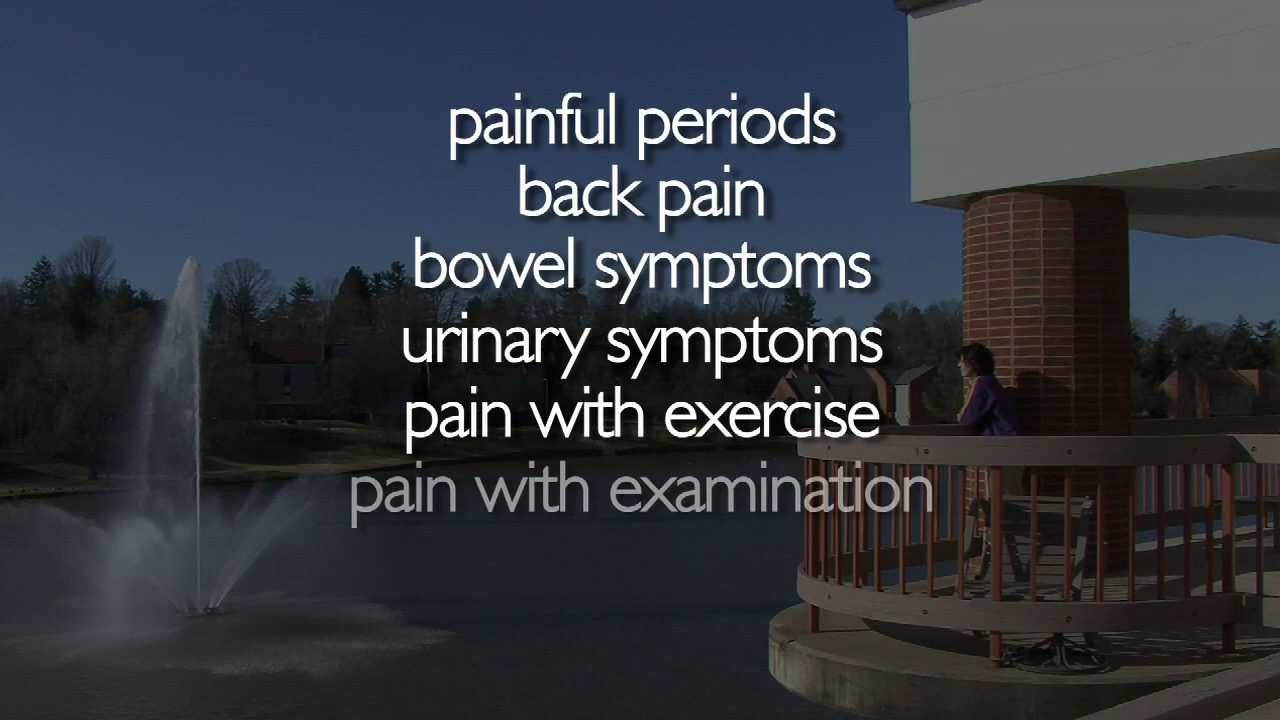 painful periods
back pain
bowel symptoms
urinary symptoms
pain with exercise
pain with examination